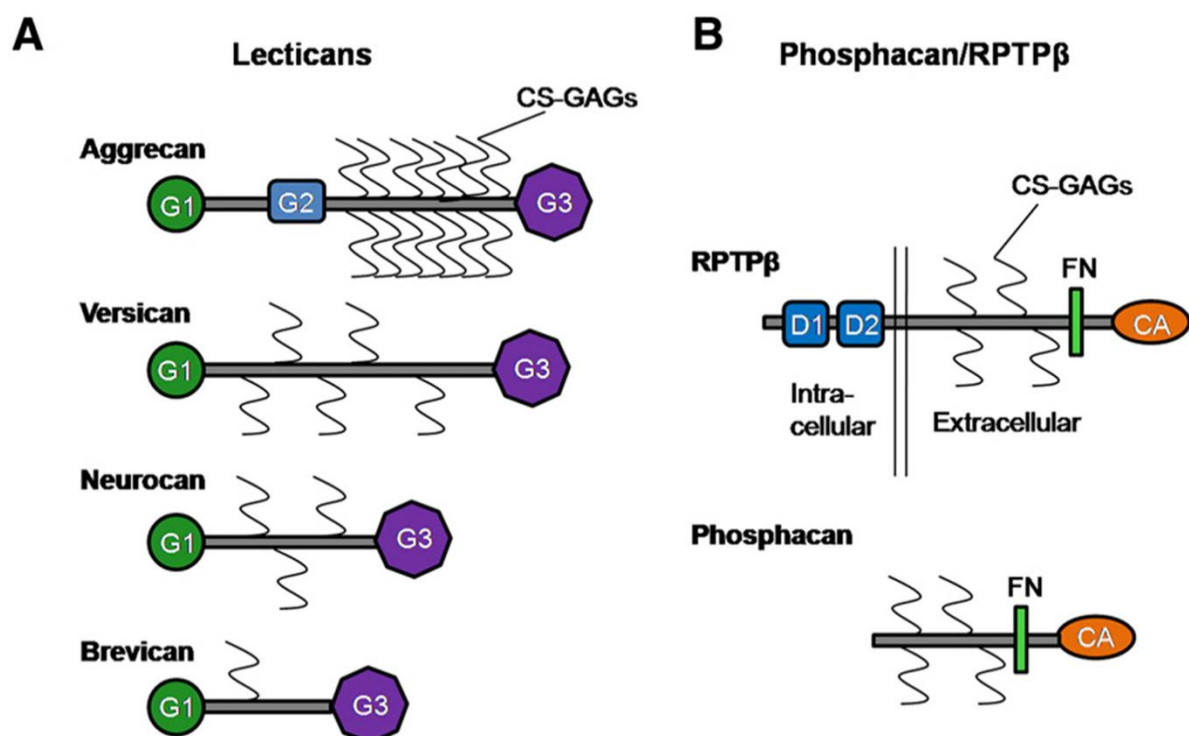 A
Lecticans
CS-GAGs
Aggrecan
G1
G2
G3
Versican
G1
G3
Neurocan
G1
G3
Brevican
G1
G3
B
Phosphacan/RPTPβ
CS-GAGs
RPTPβ
FN
D1
D2
CA
Intra-
cellular
Extracellular
Phosphacan
FN
CA